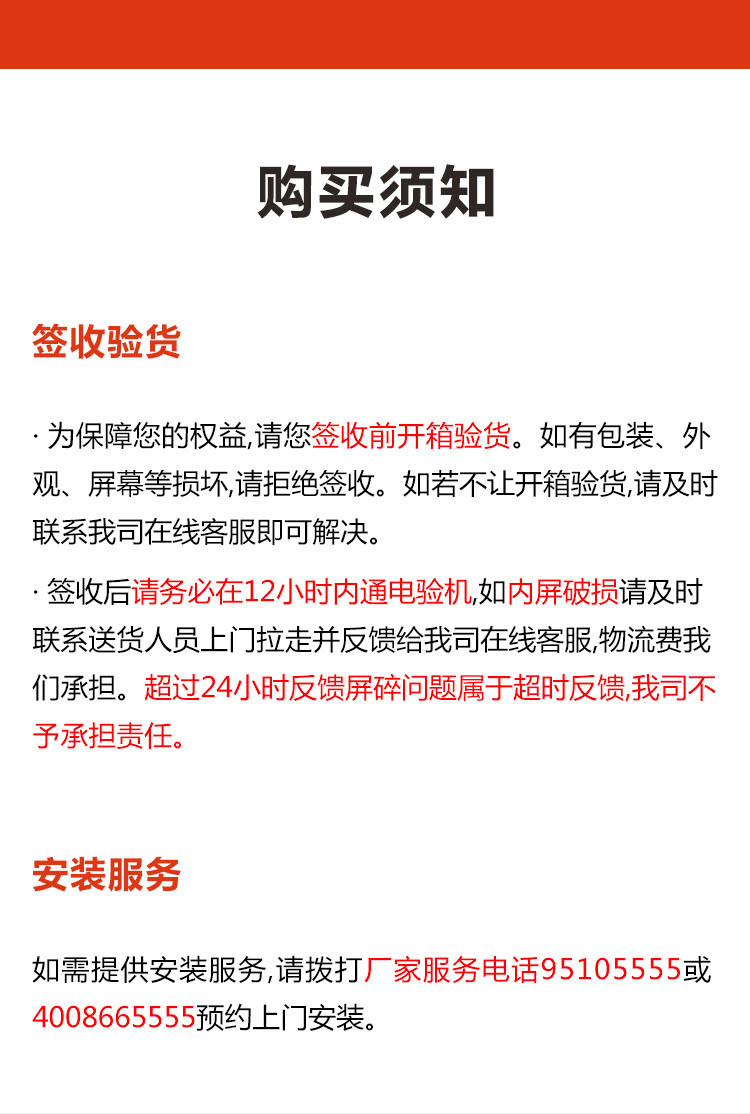 购买须知
签收验货
· 为保障您的权益,请您签收前开箱验货。如有包装、外
观、屏幕等损坏,请拒绝签收。如若不让开箱验货,请及时
联系我司在线客服即可解决。
· 签收后请务必在12小时内通电验机,如内屏破损请及时
联系送货人员上门拉走并反馈给我司在线客服,物流费我
们承担。超过24小时反馈屏碎问题属于超时反馈,我司不
予承担责任。
安装服务
如需提供安装服务,请拨打厂家服务电话95105555或
4008665555预约上门安装。